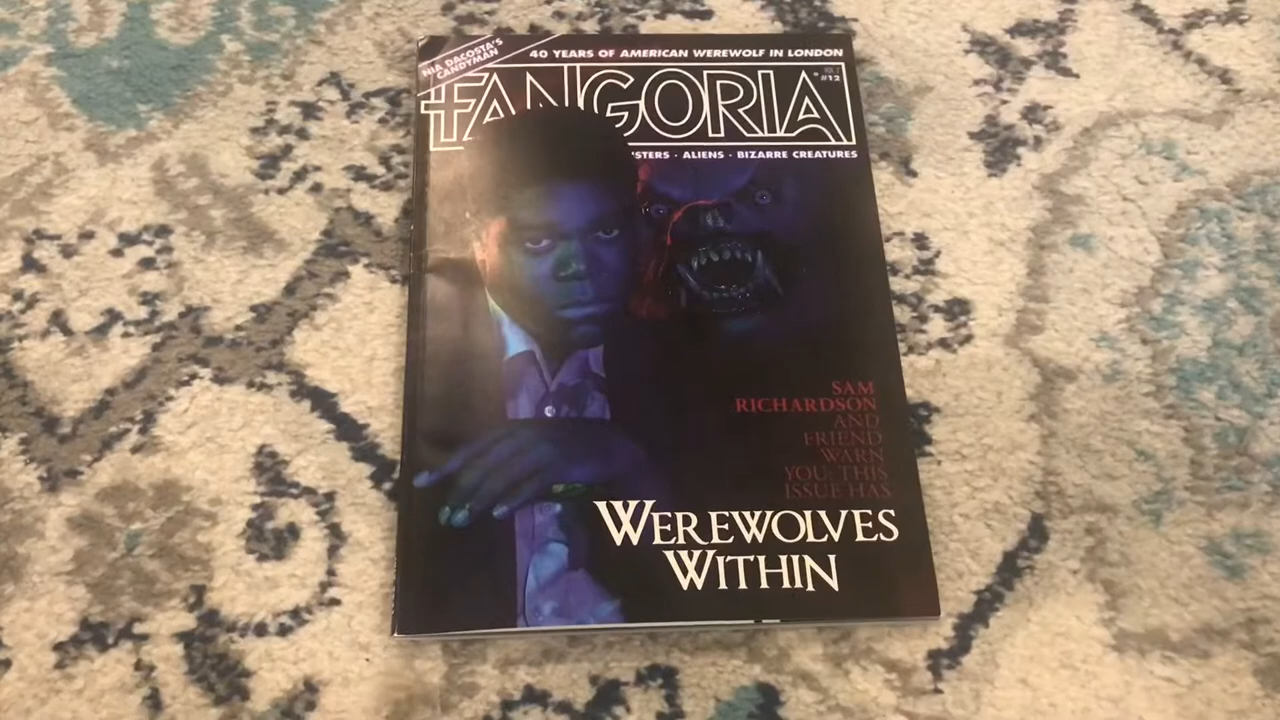 NIA DACOSTA'S
CANDYMAN
40 YEARS OF AMERICAN WEREWOLF IN LONDON
FANGORIA
#12
STERS · ALIENS · BIZARRE CREATURES
SAM
RICHARDSON
AND
FRIEND
WARN
YOU: THIS
ISSUE HAS
WEREWOLVES
WITHIN